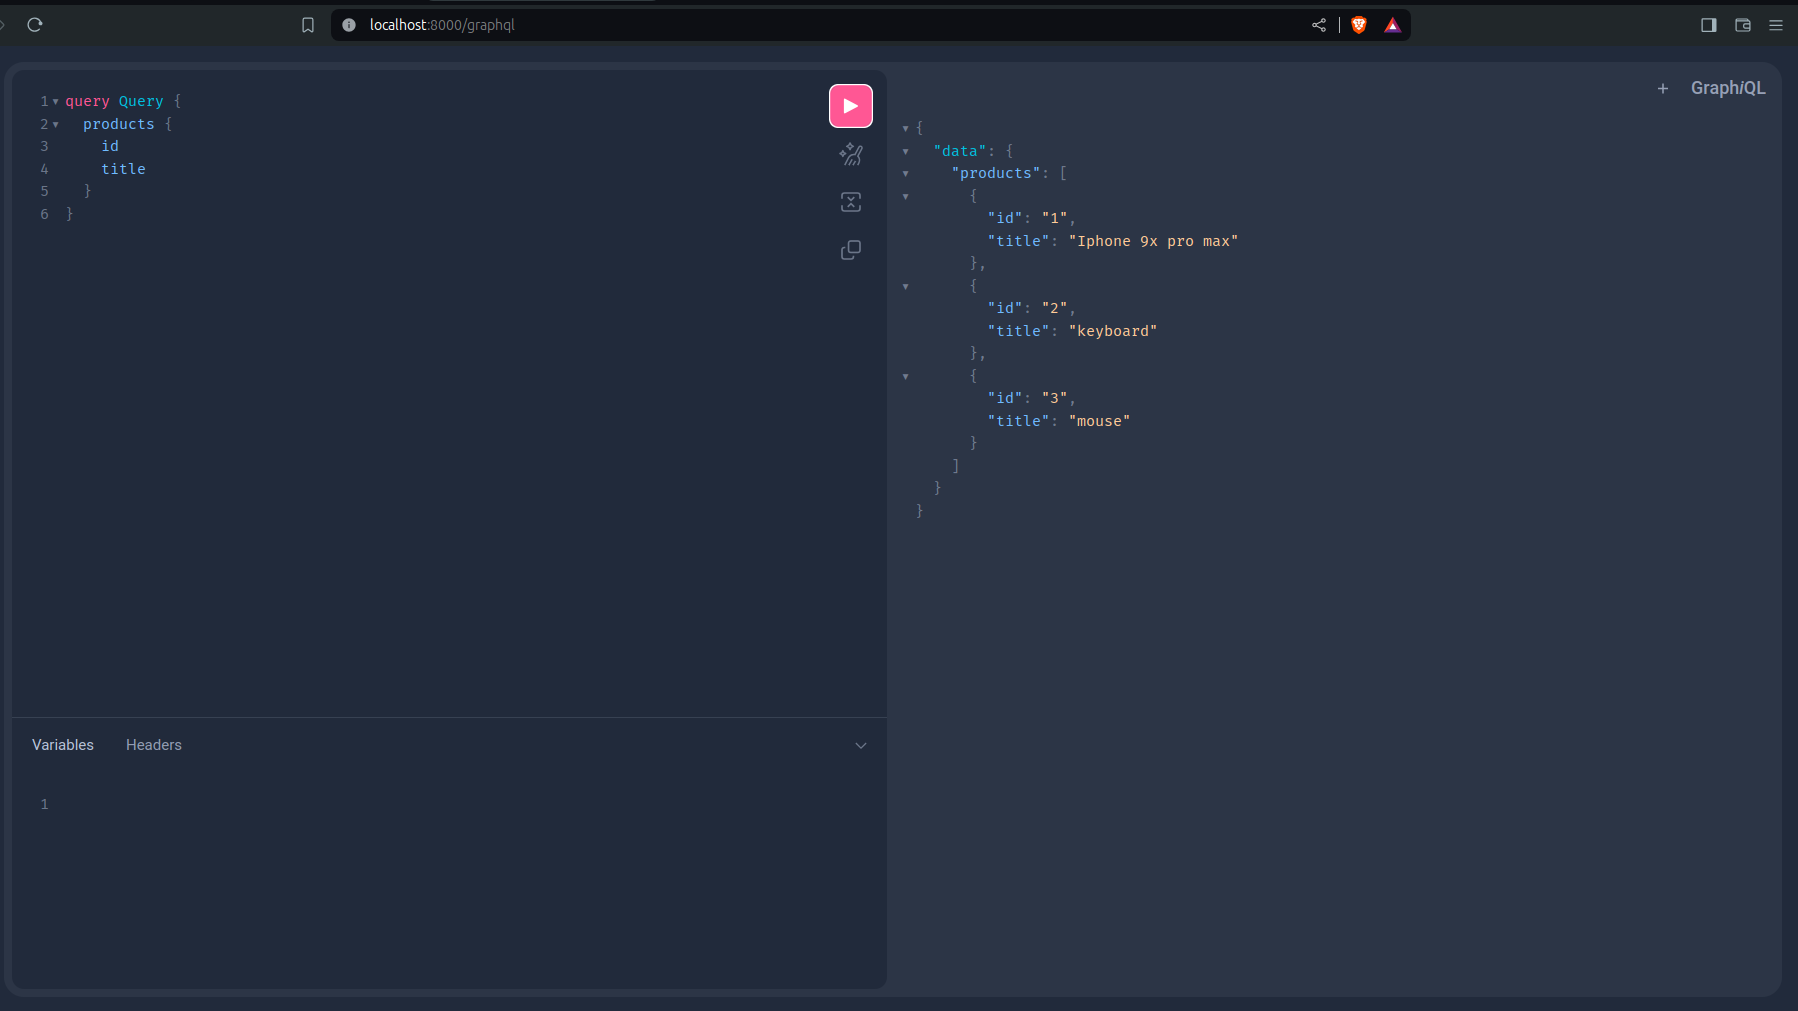 localhost:8000/graphql
1 query Query {
2   products {
3     id
4     title
5   }
6 }
Variables Headers
1
+ GraphiQL
{
  "data": {
    "products": [
      {
        "id": "1",
        "title": "Iphone 9x pro max"
      },
      {
        "id": "2",
        "title": "keyboard"
      },
      {
        "id": "3",
        "title": "mouse"
      }
    ]
  }
}